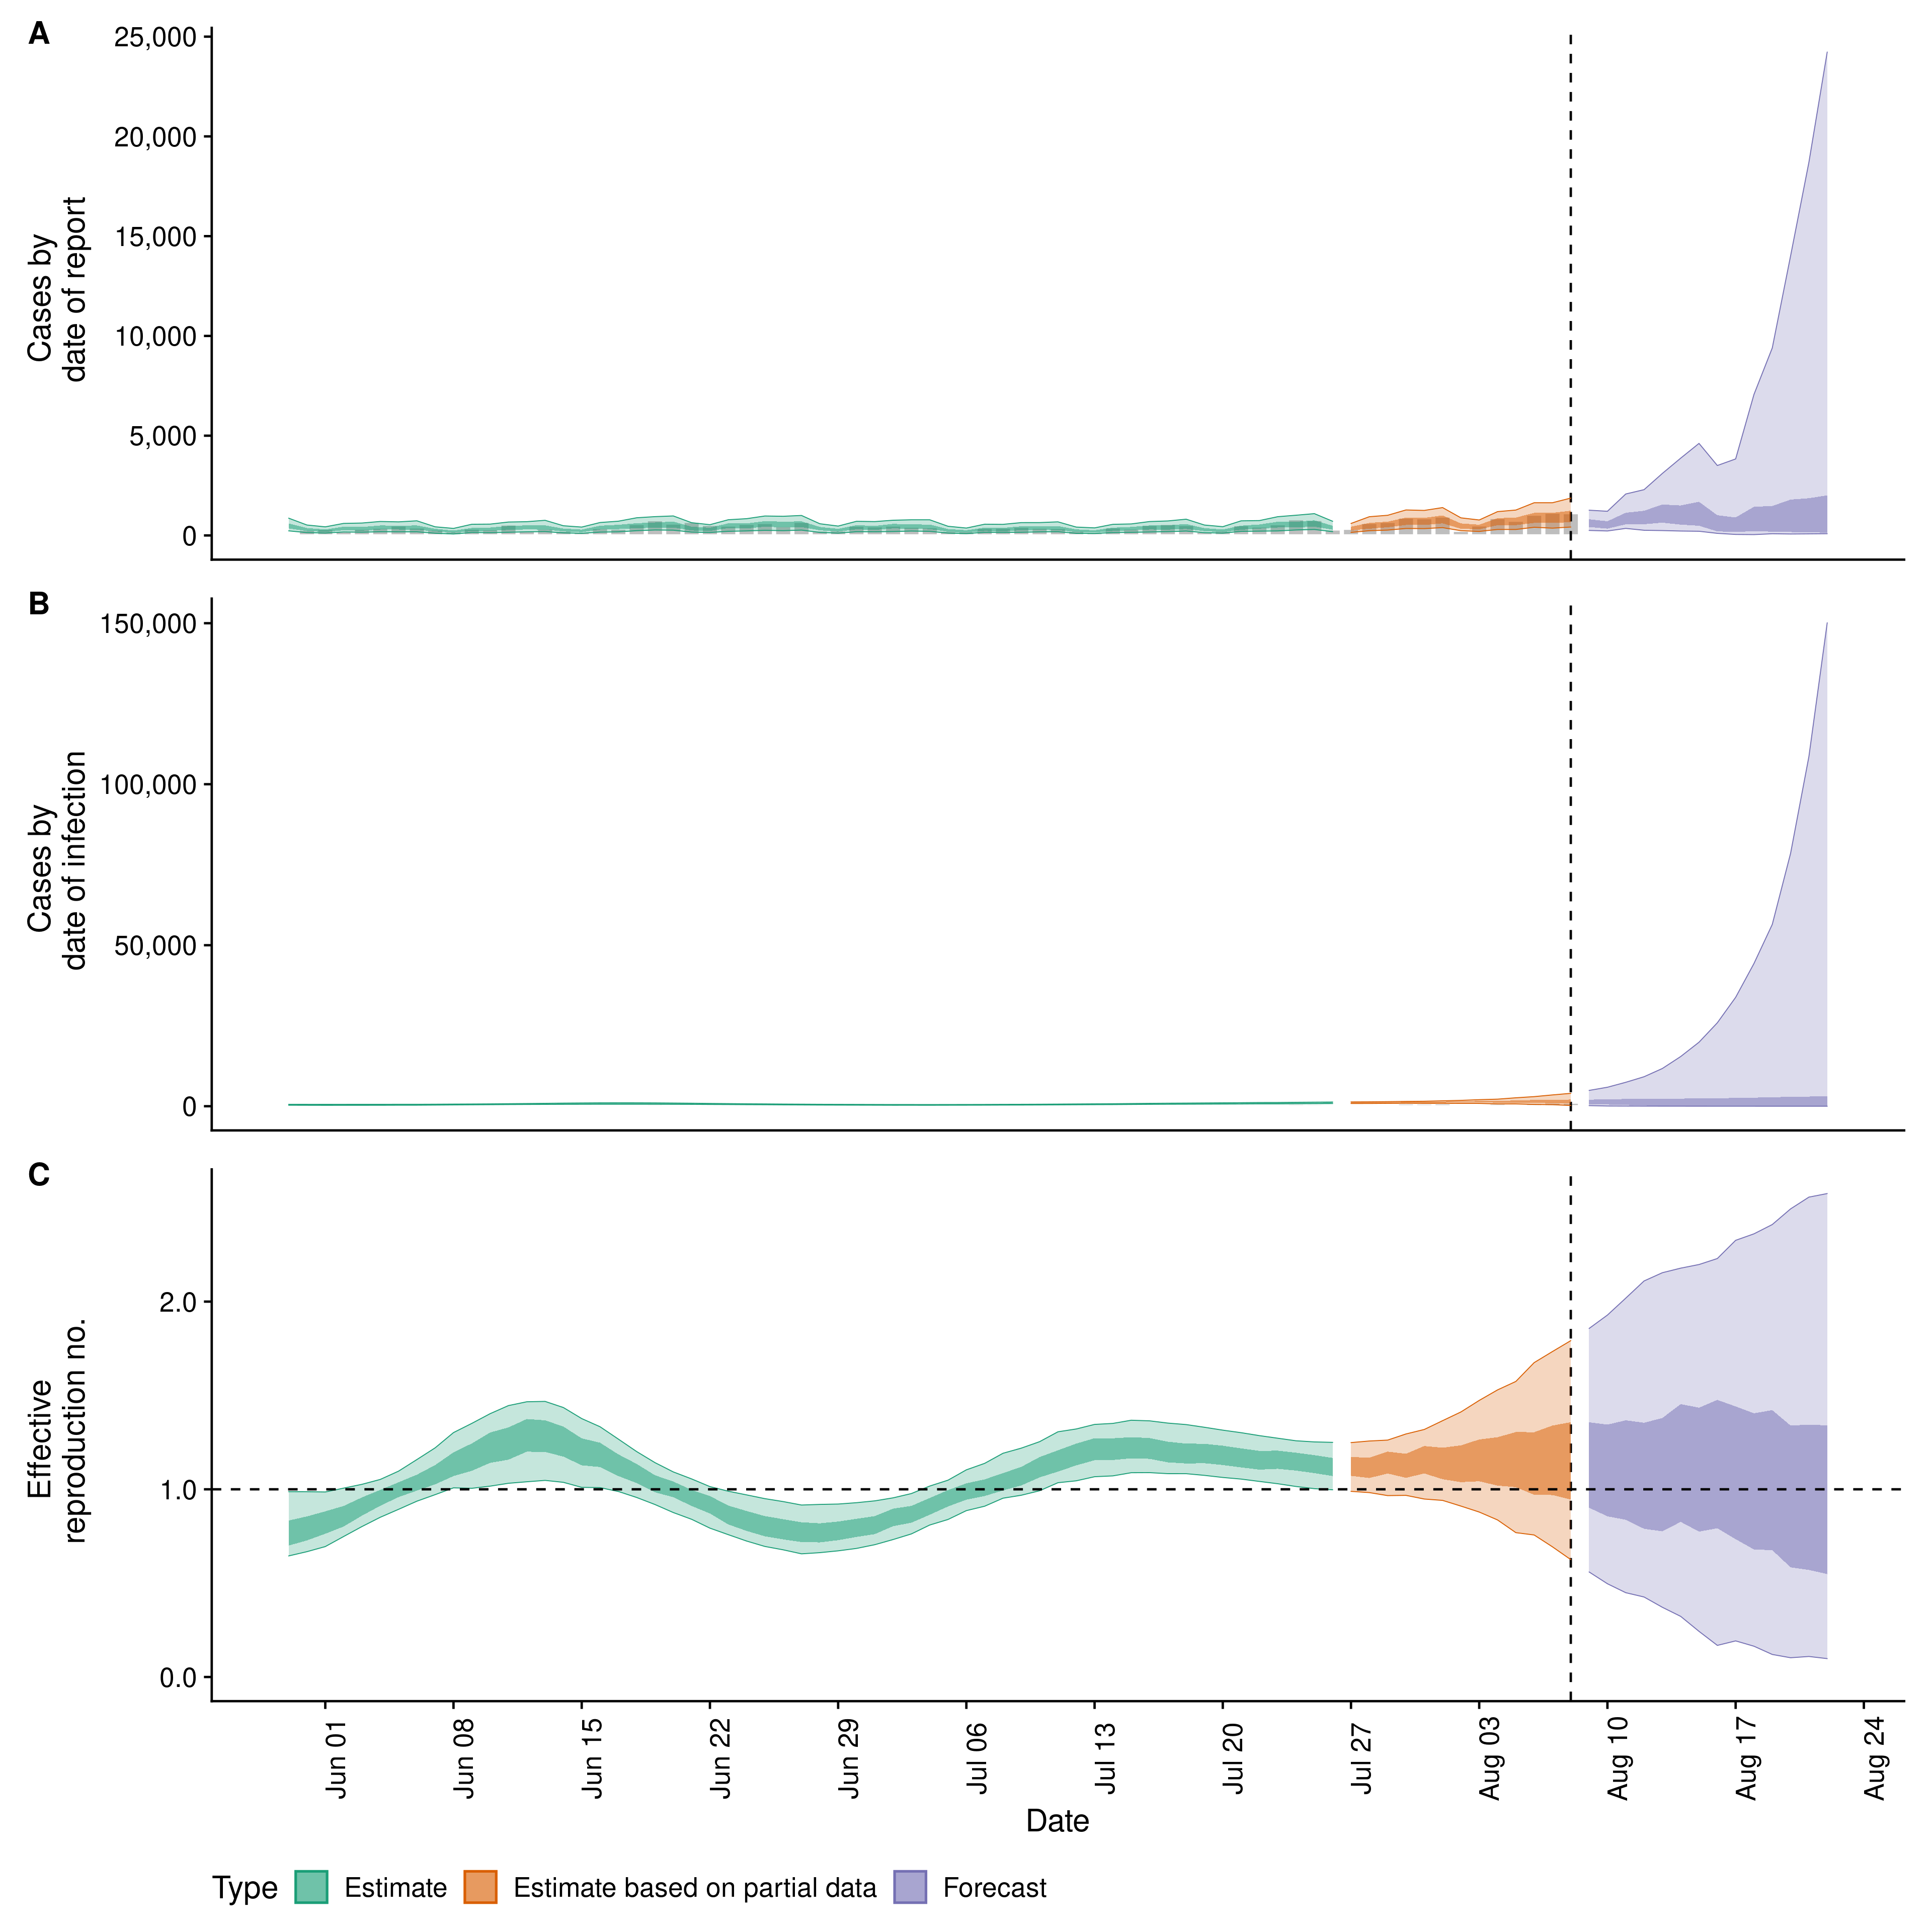 A
25,000
20,000
15,000
10,000
5,000
0
Cases by
date of report
B
150,000
100,000
50,000
0
Cases by
date of infection
C
2.0
1.0
0.0
Effective
reproduction no.
Jun 01
Jun 08
Jun 15
Jun 22
Jun 29
Jul 06
Jul 13
Jul 20
Jul 27
Aug 03
Aug 10
Aug 17
Aug 24
Date
Type Estimate Estimate based on partial data Forecast